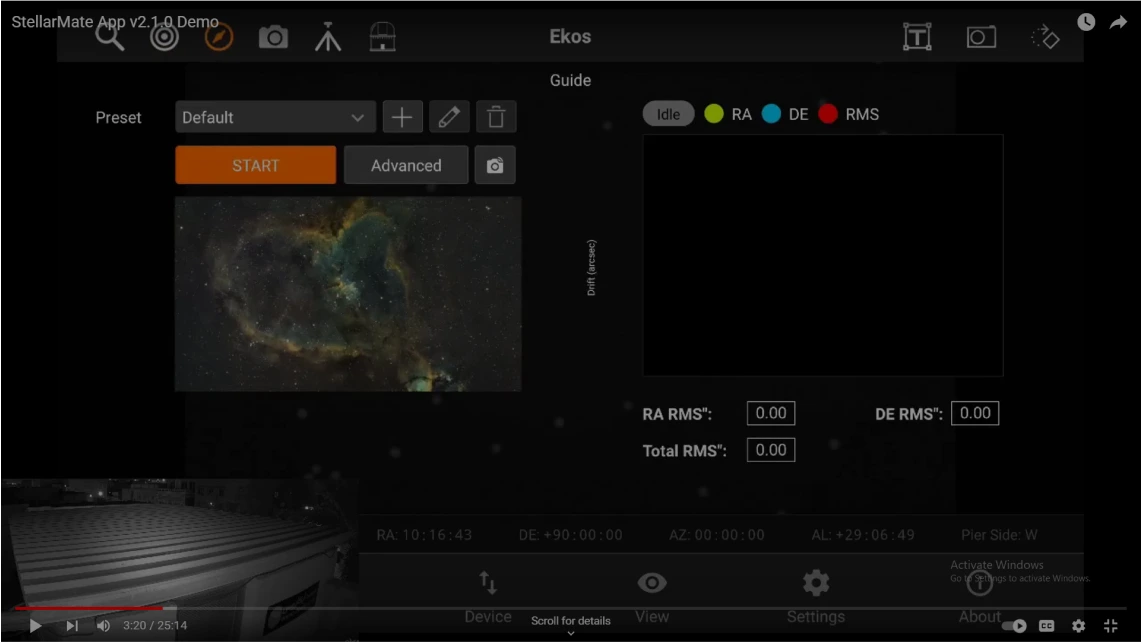 StellarMate App v2.1.0 Demo
Ekos
Guide
Preset
Default
START
Advanced
Idle
RA
DE
RMS
Drift (arcsec)
RA RMS":
0.00
DE RMS":
0.00
Total RMS":
0.00
RA: 10:16:43
DE: +90:00:00
AZ: 00:00:00
AL: +29:06:49
Pier Side: W
Activate Windows
Go to Settings to activate Windows.
Device
View
Settings
About
3:20 / 25:14
Scroll for details
CC